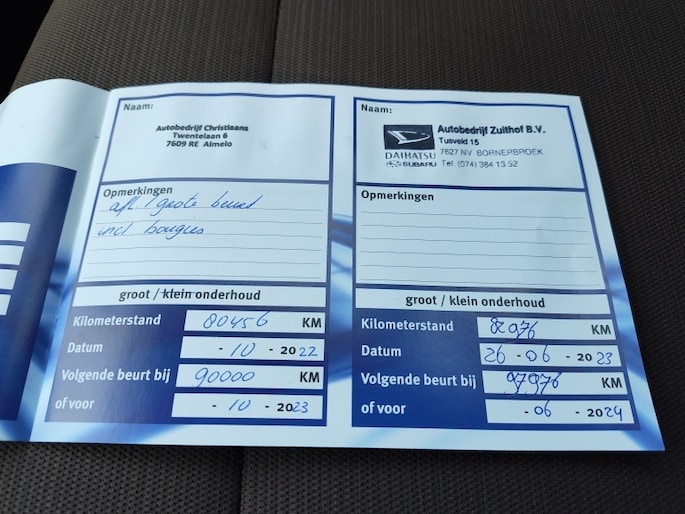 Naam:
Autobedrijf Christiaans
Twentelaan 6
7609 RE Almelo
Opmerkingen
afl. / grote beurt
incl bougies
groot / klein onderhoud
Kilometerstand 80456 KM
Datum - 10 - 2022
Volgende beurt bij 90000 KM
of voor - 10 - 2023
Naam:
Autobedrijf Zuithof B.V.
Tusveld 15
7627 NV BORNERBROEK
Tel. (074) 384 13 52
DAIHATSU
SUBARU
Opmerkingen
groot / klein onderhoud
Kilometerstand 82976 KM
Datum 26 - 06 - 2023
Volgende beurt bij 97976 KM
of voor - 06 - 2024